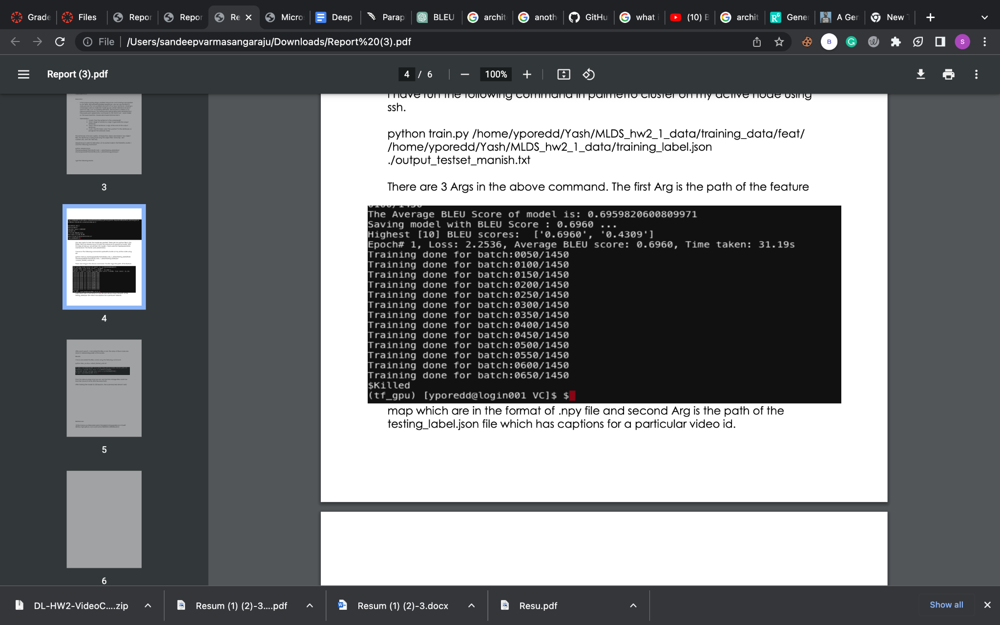 Grade
Files
Repor
Repor
Re
Micro
Deep
Parap
BLEU
archit
anoth
GitHu
what i
(10) E
archit
Gene
A Ger
New T
File
/Users/sandeepvarmasangaraju/Downloads/Report%20(3).pdf
Report (3).pdf
4 / 6
100%
I have run the following command in palmetto cluster on my active node using
ssh.
python train.py /home/yporedd/Yash/MLDS_hw2_1_data/training_data/feat/
/home/yporedd/Yash/MLDS_hw2_1_data/training_label.json
./output_testset_manish.txt
There are 3 Args in the above command. The first Arg is the path of the feature
The Average BLEU Score of model is: 0.6959820600809971
Saving model with BLEU Score : 0.6960 ...
Highest [10] BLEU scores:  ['0.6960', '0.4309']
Epoch# 1, Loss: 2.2536, Average BLEU score: 0.6960, Time taken: 31.19s
Training done for batch:0050/1450
Training done for batch:0100/1450
Training done for batch:0150/1450
Training done for batch:0200/1450
Training done for batch:0250/1450
Training done for batch:0300/1450
Training done for batch:0350/1450
Training done for batch:0400/1450
Training done for batch:0450/1450
Training done for batch:0500/1450
Training done for batch:0550/1450
Training done for batch:0600/1450
Training done for batch:0650/1450
$Killed
(tf_gpu) [yporedd@login001 VC]$ $
map which are in the format of .npy file and second Arg is the path of the
testing_label.json file which has captions for a particular video id.
3
4
5
6
DL-HW2-VideoC....zip
Resum (1) (2)-3....pdf
Resum (1) (2)-3.docx
Resu.pdf
Show all